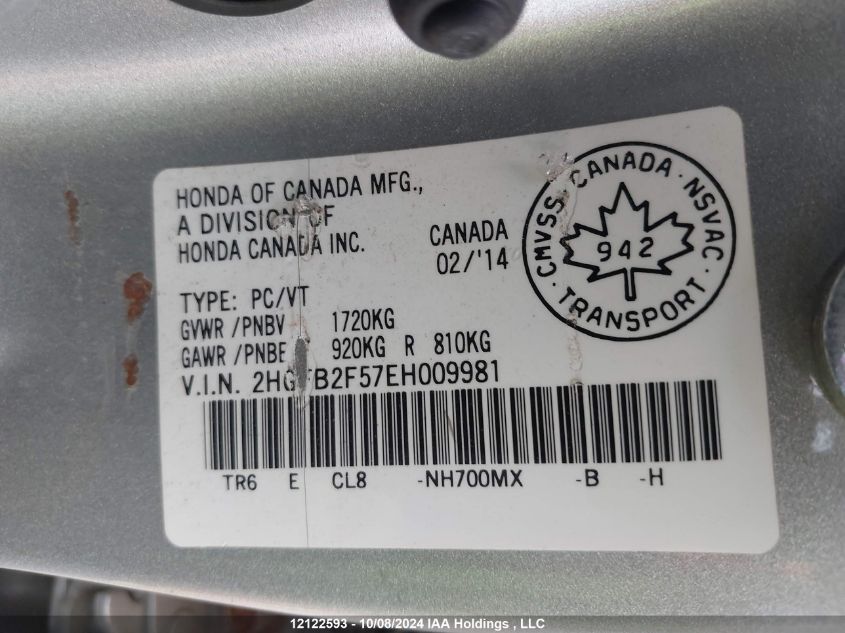 HONDA OF CANADA MFG.,
A DIVISION OF
HONDA CANADA INC.
CANADA
02/'14
CMVSS · CANADA · NSVAC · TRANSPORT ·
942
TYPE: PC/VT
GVWR /PNBV 1720KG
GAWR /PNBE 920KG R 810KG
V.I.N.
TR6 E CL8 -NH700MX -B -H
12122593 - 10/08/2024 IAA Holdings , LLC